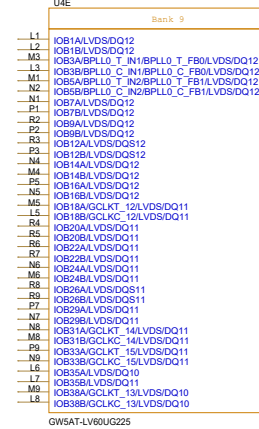 U4E
Bank 9
L1 IOB1A/LVDS/DQ12
L2 IOB1B/LVDS/DQ12
M3 IOB3A/BPLL0_T_IN1/BPLL0_T_FB0/LVDS/DQ12
L3 IOB3B/BPLL0_C_IN1/BPLL0_C_FB0/LVDS/DQ12
M1 IOB5A/BPLL0_T_IN2/BPLL0_T_FB1/LVDS/DQ12
N2 IOB5B/BPLL0_C_IN2/BPLL0_C_FB1/LVDS/DQ12
N1 IOB7A/LVDS/DQ12
P1 IOB7B/LVDS/DQ12
R2 IOB9A/LVDS/DQ12
P2 IOB9B/LVDS/DQ12
R3 IOB12A/LVDS/DQS12
P3 IOB12B/LVDS/DQS12
N4 IOB14A/LVDS/DQ12
M4 IOB14B/LVDS/DQ12
P5 IOB16A/LVDS/DQ12
N5 IOB16B/LVDS/DQ12
M5 IOB18A/GCLKT_12/LVDS/DQ11
L5 IOB18B/GCLKC_12/LVDS/DQ11
R4 IOB20A/LVDS/DQ11
R5 IOB20B/LVDS/DQ11
R6 IOB22A/LVDS/DQ11
R7 IOB22B/LVDS/DQ11
N6 IOB24A/LVDS/DQ11
M6 IOB24B/LVDS/DQ11
R8 IOB26A/LVDS/DQS11
R9 IOB26B/LVDS/DQS11
P7 IOB29A/LVDS/DQ11
N7 IOB29B/LVDS/DQ11
N8 IOB31A/GCLKT_14/LVDS/DQ11
M8 IOB31B/GCLKC_14/LVDS/DQ11
P9 IOB33A/GCLKT_15/LVDS/DQ11
N9 IOB33B/GCLKC_15/LVDS/DQ11
L6 IOB35A/LVDS/DQ10
L7 IOB35B/LVDS/DQ10
M9 IOB38A/GCLKT_13/LVDS/DQ10
L8 IOB38B/GCLKC_13/LVDS/DQ10
GW5AT-LV60UG225